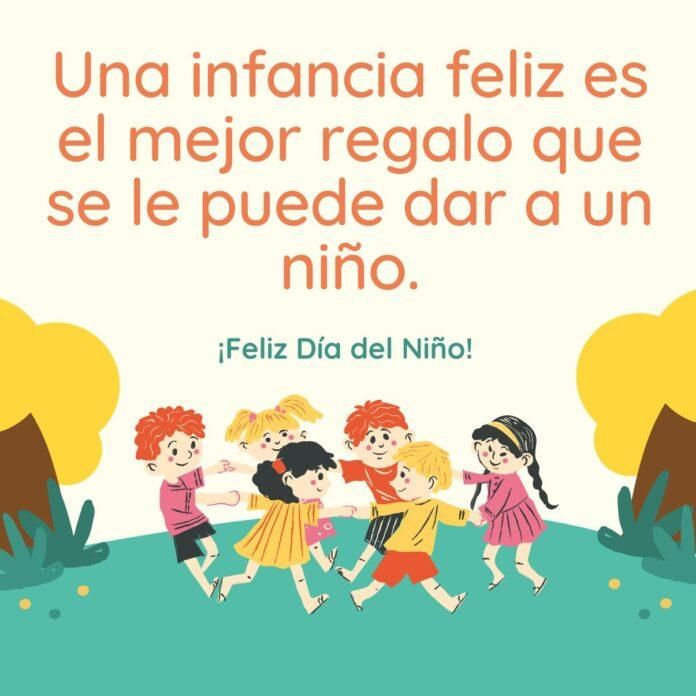 Una infancia feliz es
el mejor regalo que
se le puede dar a un
niño.
¡Feliz Día del Niño!